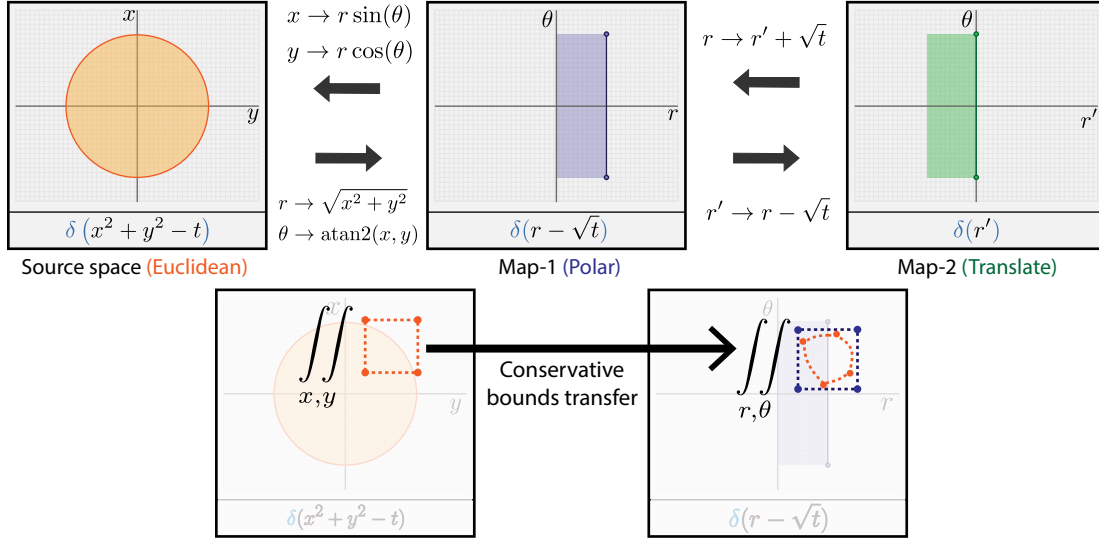 x
y
δ (x² + y² − t)
Source space (Euclidean)
x → r sin(θ)
y → r cos(θ)
r → √(x² + y²)
θ → atan2(x, y)
θ
r
δ(r − √t)
Map-1 (Polar)
r → r′ + √t
r′ → r − √t
θ
r′
δ(r′)
Map-2 (Translate)
x
y
∬
x,y
δ(x² + y² − t)
Conservative
bounds transfer
θ
r
∬
r,θ
δ(r − √t)